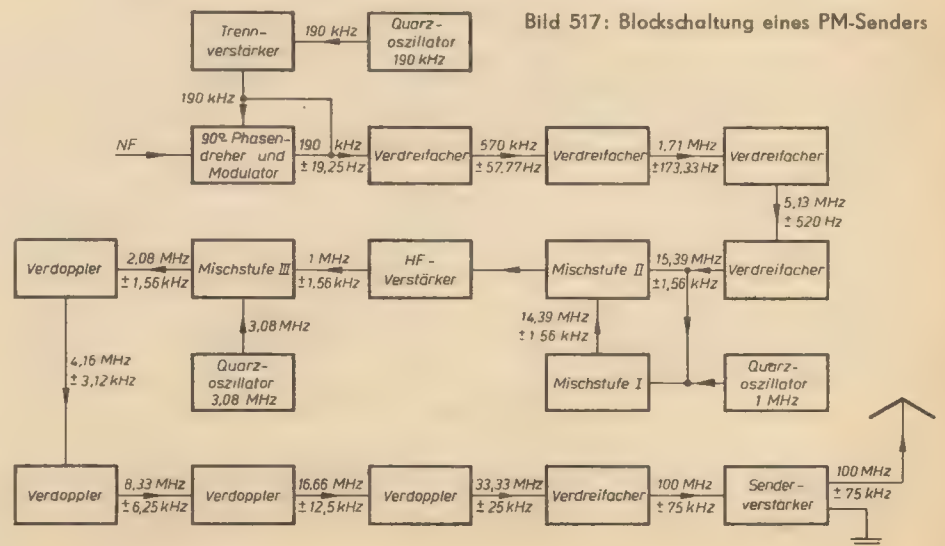 Bild 517: Blockschaltung eines PM-Senders
Trenn-
verstärker
190 kHz
Quarz-
oszillator
190 kHz
190 kHz
NF
90° Phasen-
dreher und
Modulator
190 kHz
± 19,25 Hz
Verdreifacher
570 kHz
± 57.77 Hz
Verdreifacher
1,71 MHz
±173,33 Hz
Verdreifacher
5,13 MHz
± 520 Hz
Verdoppler
2,08 MHz
±1,56 kHz
Mischstufe III
1 MHz
±1,56 kHz
HF -
Verstärker
Mischstufe II
15,39 MHz
±1,56 kHz
Verdreifacher
3,08 MHz
14,39 MHz
± 1 56 kHz
4,16 MHz
± 3,12 kHz
Quarz-
oszillator
3,08 MHz
Mischstufe I
Quarz-
oszillator
1 MHz
Verdoppler
8,33 MHz
± 6,25 kHz
Verdoppler
16,66 MHz
± 12,5 kHz
Verdoppler
33,33 MHz
± 25 kHz
Verdreifacher
100 MHz
± 75 kHz
Sender-
verstärker
100 MHz
± 75 kHz